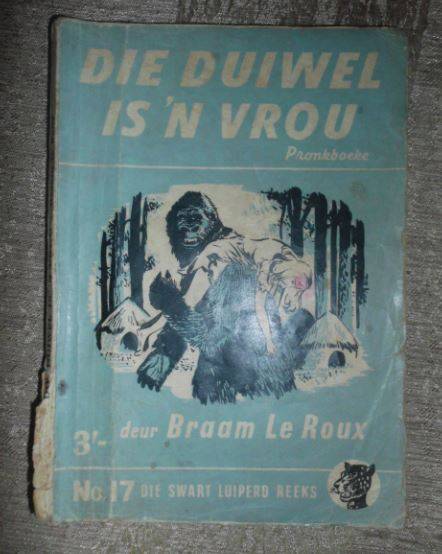 DIE DUIWEL
IS 'N VROU
Pronkboeke
3'- deur Braam Le Roux
No. 17 DIE SWART LUIPERD REEKS